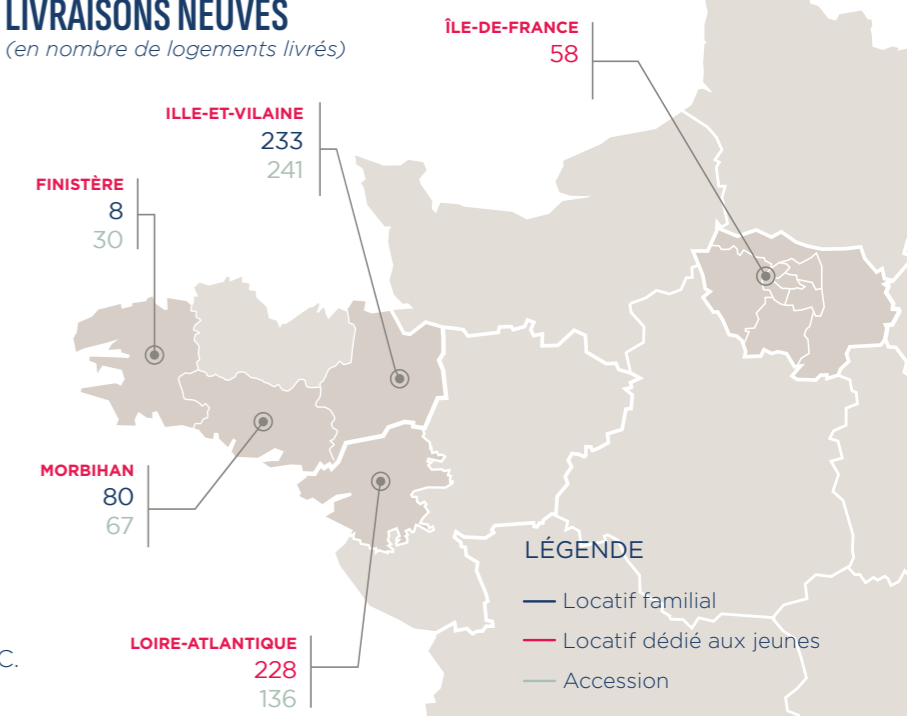 LIVRAISONS NEUVES
(en nombre de logements livrés)
ÎLE-DE-FRANCE
58
ILLE-ET-VILAINE
233
241
FINISTÈRE
8
30
MORBIHAN
80
67
LOIRE-ATLANTIQUE
228
136
C.
LÉGENDE
Locatif familial
Locatif dédié aux jeunes
Accession